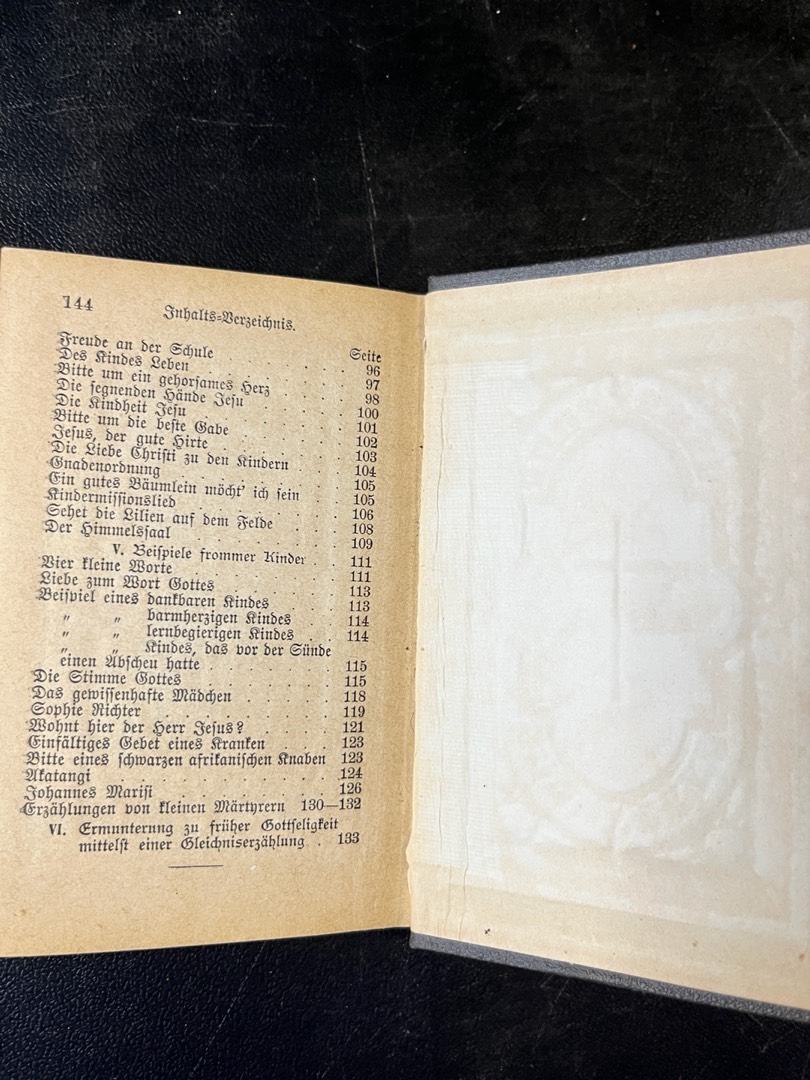 144 Inhalts-Verzeichnis.
Seite
Freude an der Schule . . . . . 96
Des Kindes Leben . . . . . 97
Bitte um ein gehorsames Herz . . . 98
Die segnenden Hände Jesu . . . . 100
Die Kindheit Jesu . . . . . 101
Bitte um die beste Gabe . . . . 102
Jesus, der gute Hirte . . . . . 103
Die Liebe Christi zu den Kindern . . . 104
Gnadenordnung . . . . . 105
Ein gutes Bäumlein möcht' ich sein . . 105
Kindermissionslied . . . . . 106
Sehet die Lilien auf dem Felde . . . 108
Der Himmelssaal . . . . . 109
V. Beispiele frommer Kinder . . 111
Vier kleine Worte . . . . . 111
Liebe zum Wort Gottes . . . . 113
Beispiel eines dankbaren Kindes . . . 113
„ „ barmherzigen Kindes . . 114
„ „ lernbegierigen Kindes . . 114
„ „ Kindes, das vor der Sünde
einen Abscheu hatte . . . . . 115
Die Stimme Gottes . . . . . 115
Das gewissenhafte Mädchen . . . . 118
Sophie Richter . . . . . 119
Wohnt hier der Herr Jesus? . . . . 121
Einfältiges Gebet eines Kranken . . . 123
Bitte eines schwarzen afrikanischen Knaben 123
Akatangi . . . . . 124
Johannes Marisi . . . . . 126
Erzählungen von kleinen Märtyrern 130—132
VI. Ermunterung zu früher Gottseligkeit
mittelst einer Gleichniserzählung . 133